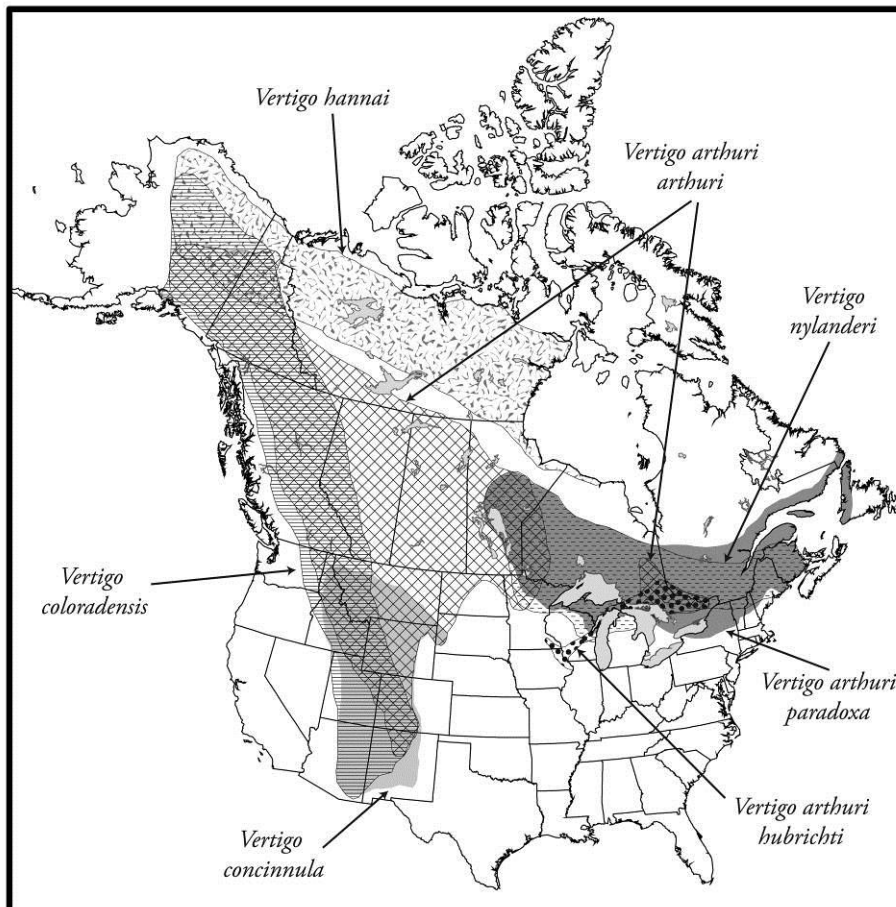 Vertigo hannai
Vertigo arthuri
arthuri
Vertigo
nylanderi
Vertigo
coloradensis
Vertigo arthuri
paradoxa
Vertigo arthuri
hubrichti
Vertigo
concinnula